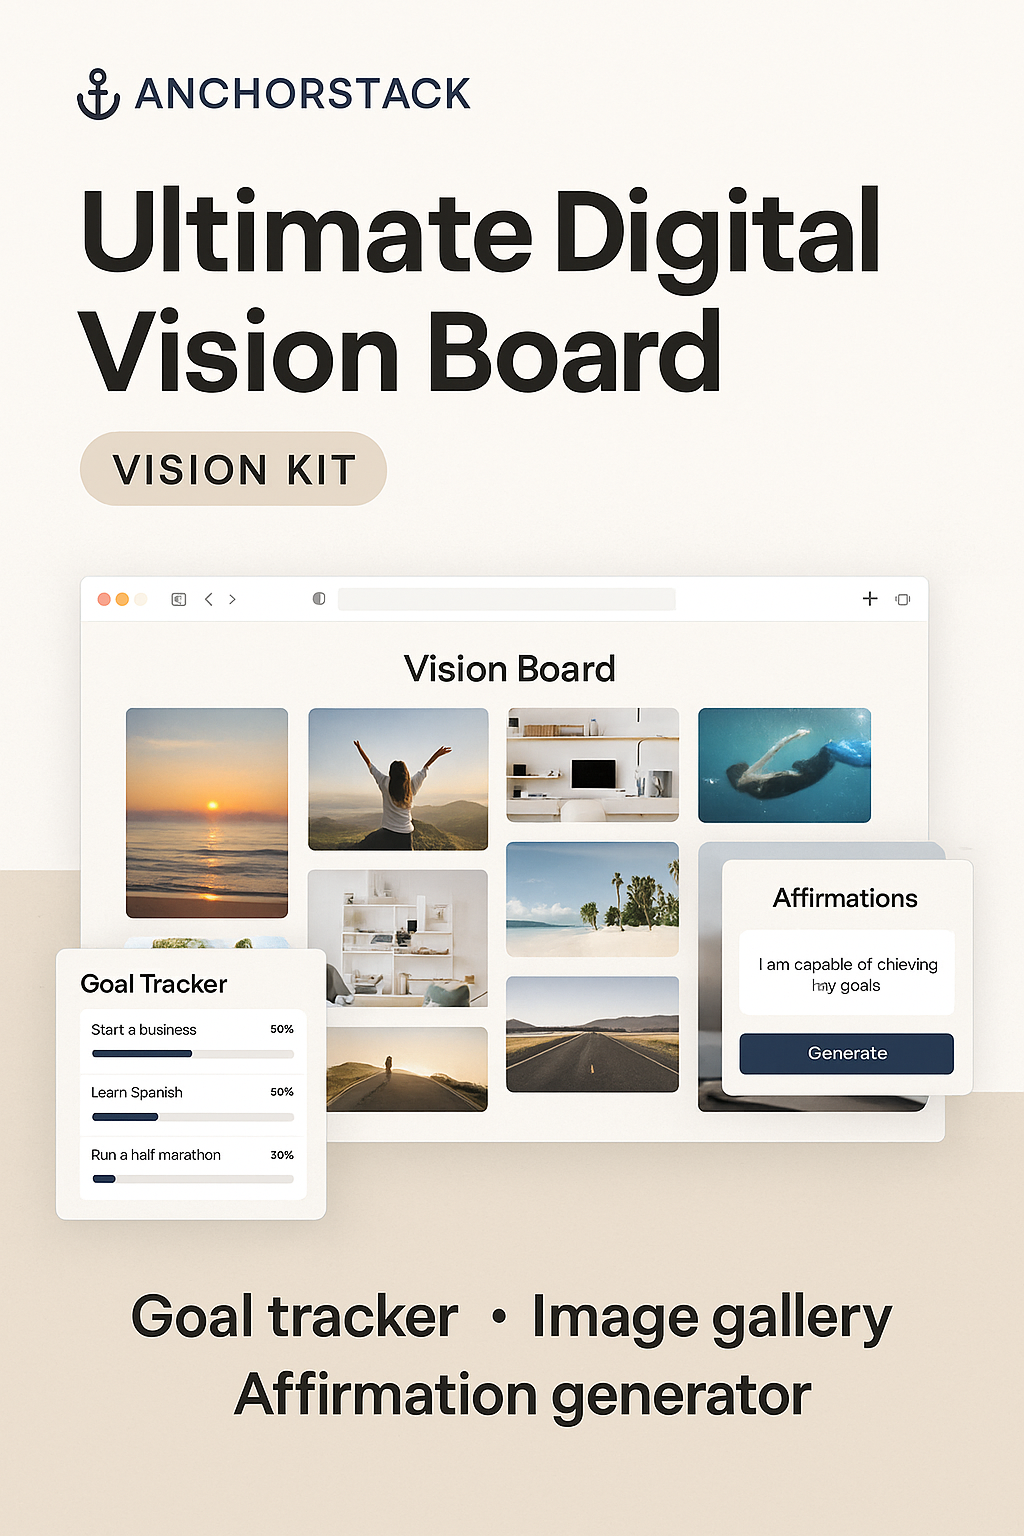 ANCHORSTACK
Ultimate Digital
Vision Board
VISION KIT
Vision Board
Affirmations
I am capable of chieving
my goals
Generate
Goal Tracker
Start a business 50%
Learn Spanish 50%
Run a half marathon 30%
Goal tracker • Image gallery
Affirmation generator